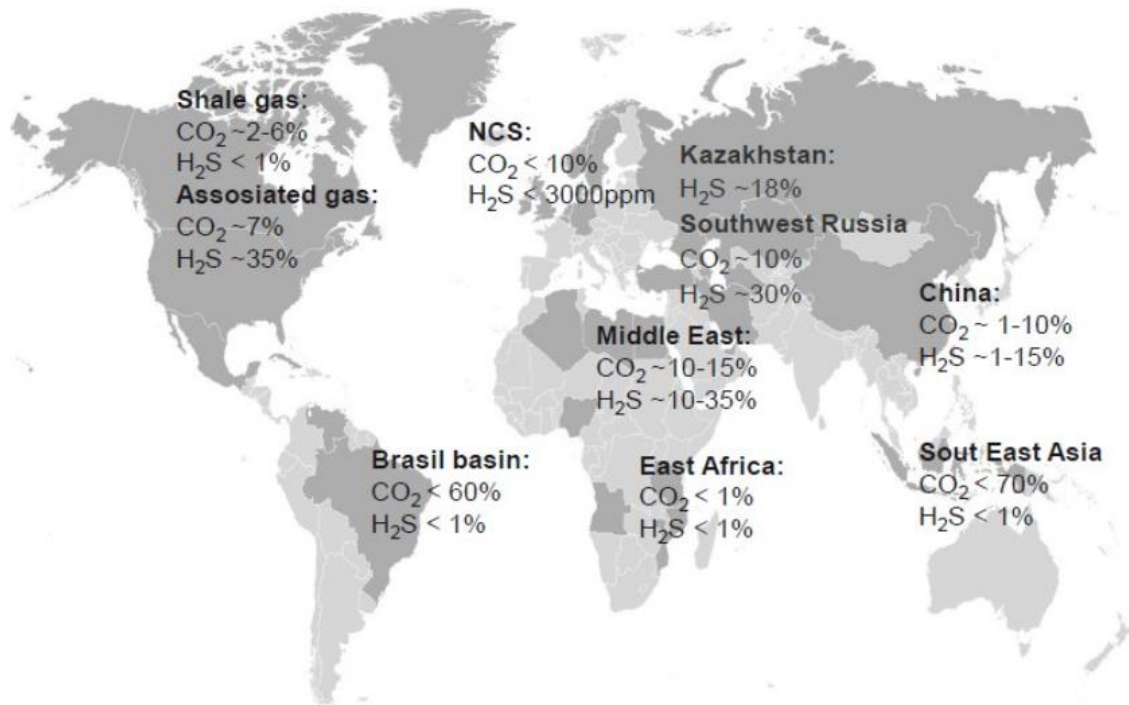 Shale gas:
CO₂ ~2-6%
H₂S < 1%
Assosiated gas:
CO₂ ~7%
H₂S ~35%
NCS:
CO₂ < 10%
H₂S < 3000ppm
Kazakhstan:
H₂S ~18%
Southwest Russia
CO₂ ~10%
H₂S ~30%
China:
CO₂ ~ 1-10%
H₂S ~1-15%
Middle East:
CO₂ ~10-15%
H₂S ~10-35%
Brasil basin:
CO₂ < 60%
H₂S < 1%
East Africa:
CO₂ < 1%
H₂S < 1%
Sout East Asia
CO₂ < 70%
H₂S < 1%